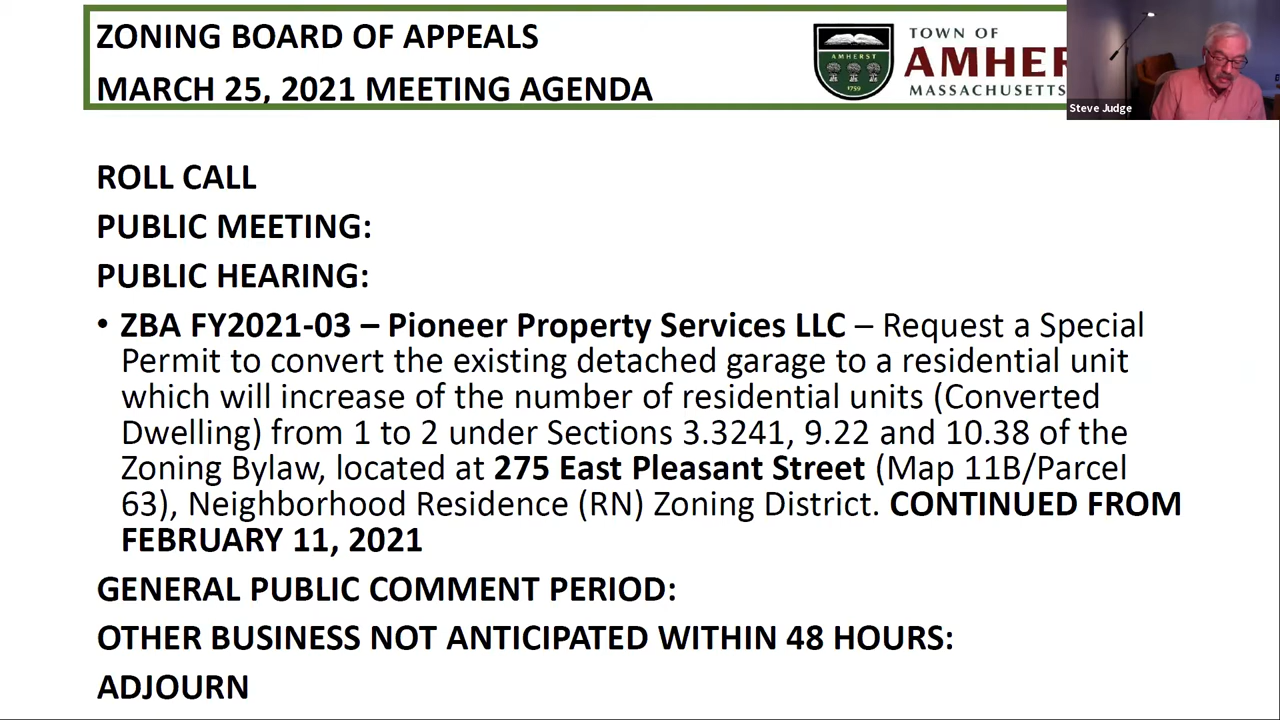 ZONING BOARD OF APPEALS
MARCH 25, 2021 MEETING AGENDA
AMHERST
1759
TOWN OF
AMHER
MASSACHUSETTS
Steve Judge
ROLL CALL
PUBLIC MEETING:
PUBLIC HEARING:
• ZBA FY2021-03 – Pioneer Property Services LLC – Request a Special
Permit to convert the existing detached garage to a residential unit
which will increase of the number of residential units (Converted
Dwelling) from 1 to 2 under Sections 3.3241, 9.22 and 10.38 of the
Zoning Bylaw, located at 275 East Pleasant Street (Map 11B/Parcel
63), Neighborhood Residence (RN) Zoning District. CONTINUED FROM
FEBRUARY 11, 2021
GENERAL PUBLIC COMMENT PERIOD:
OTHER BUSINESS NOT ANTICIPATED WITHIN 48 HOURS:
ADJOURN